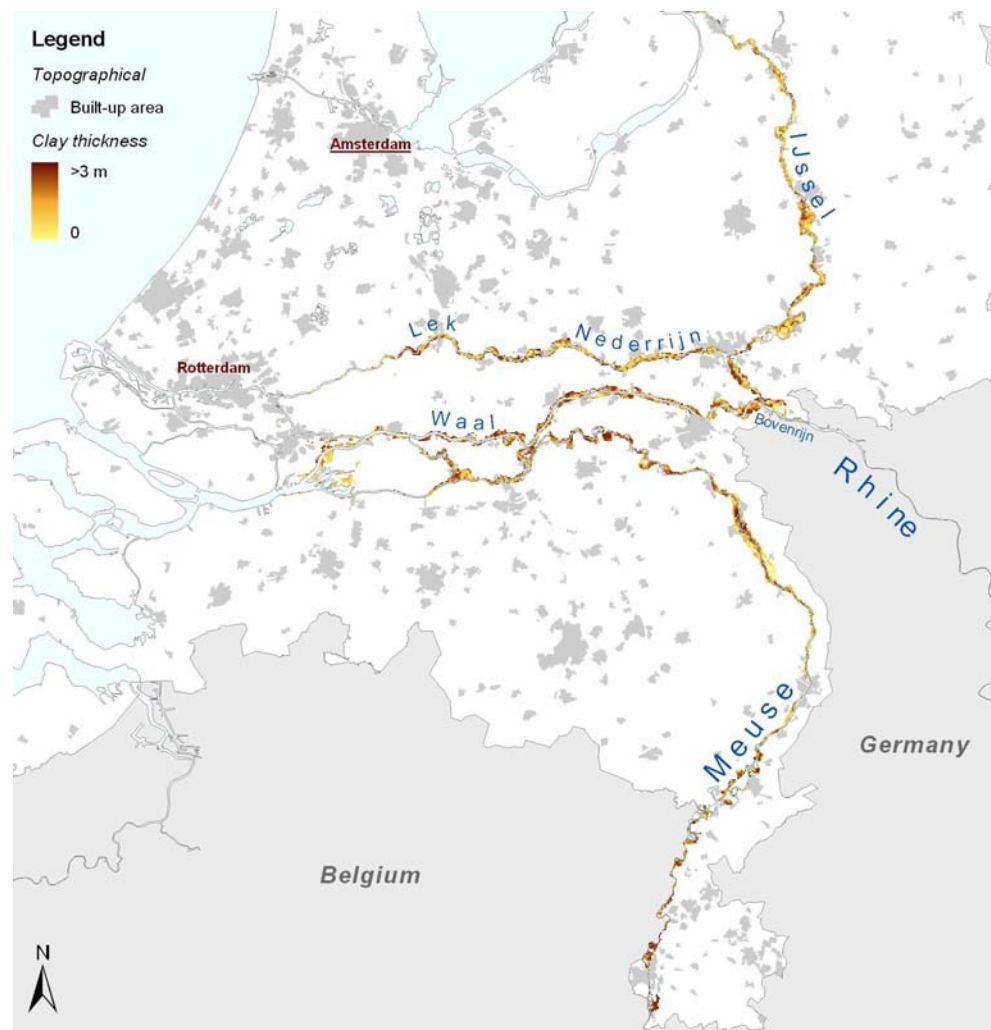 Legend
Topographical
Built-up area
Clay thickness
>3 m
0
Amsterdam
IJssel
Lek
Nederrijn
Rotterdam
Waal
Bovenrijn
Rhine
Meuse
Germany
Belgium
N